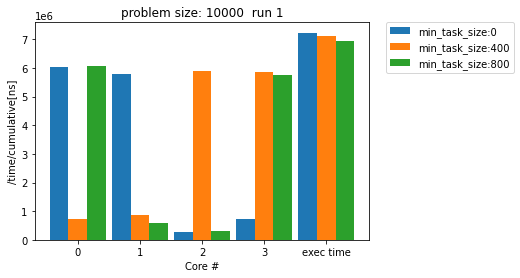 problem size: 10000  run 1
1e6
min_task_size:0
min_task_size:400
min_task_size:800
/time/cumulative[ns]
7
6
5
4
3
2
1
0
0 1 2 3 exec time
Core #